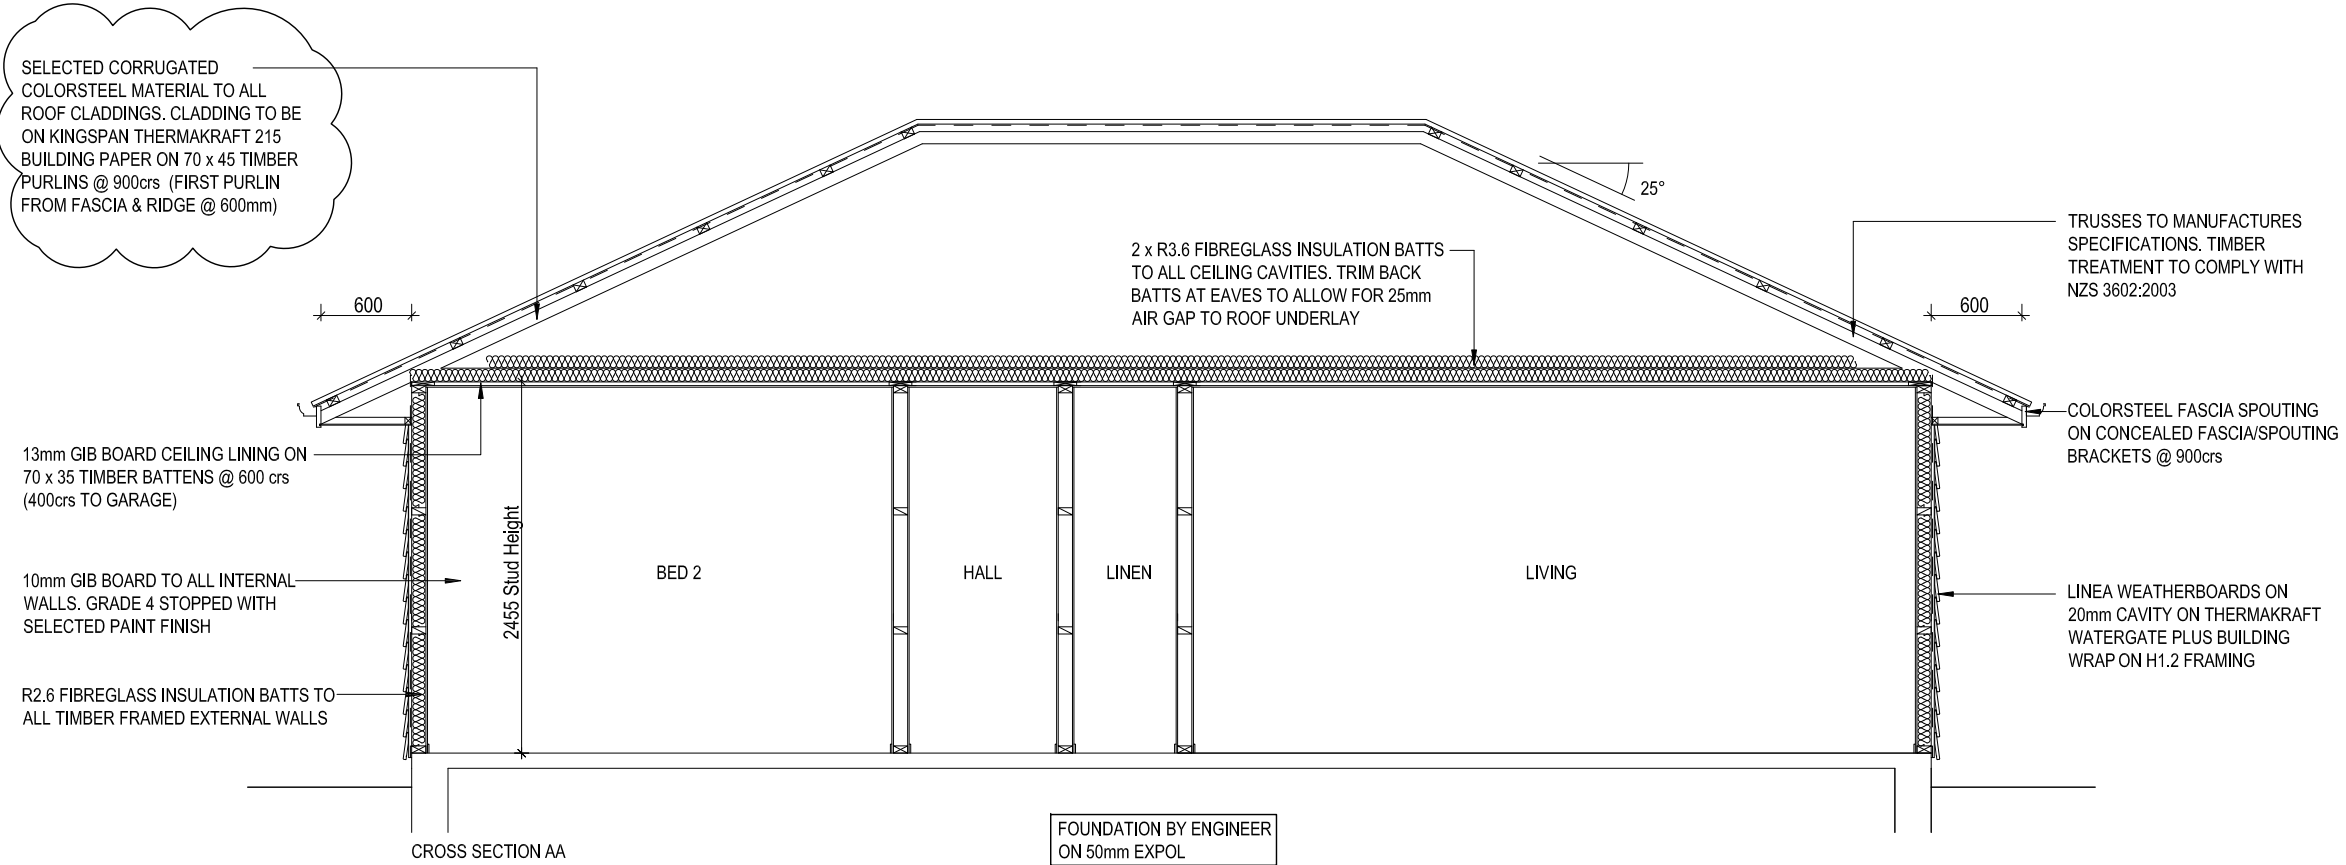 SELECTED CORRUGATED
COLORSTEEL MATERIAL TO ALL
ROOF CLADDINGS. CLADDING TO BE
ON KINGSPAN THERMAKRAFT 215
BUILDING PAPER ON 70 x 45 TIMBER
PURLINS @ 900crs (FIRST PURLIN
FROM FASCIA & RIDGE @ 600mm)
25°
TRUSSES TO MANUFACTURES
SPECIFICATIONS. TIMBER
TREATMENT TO COMPLY WITH
NZS 3602:2003
2 x R3.6 FIBREGLASS INSULATION BATTS
TO ALL CEILING CAVITIES. TRIM BACK
BATTS AT EAVES TO ALLOW FOR 25mm
AIR GAP TO ROOF UNDERLAY
600
600
COLORSTEEL FASCIA SPOUTING
ON CONCEALED FASCIA/SPOUTING
BRACKETS @ 900crs
13mm GIB BOARD CEILING LINING ON
70 x 35 TIMBER BATTENS @ 600 crs
(400crs TO GARAGE)
2455 Stud Height
BED 2
HALL
LINEN
LIVING
10mm GIB BOARD TO ALL INTERNAL
WALLS. GRADE 4 STOPPED WITH
SELECTED PAINT FINISH
LINEA WEATHERBOARDS ON
20mm CAVITY ON THERMAKRAFT
WATERGATE PLUS BUILDING
WRAP ON H1.2 FRAMING
R2.6 FIBREGLASS INSULATION BATTS TO
ALL TIMBER FRAMED EXTERNAL WALLS
FOUNDATION BY ENGINEER
ON 50mm EXPOL
CROSS SECTION AA